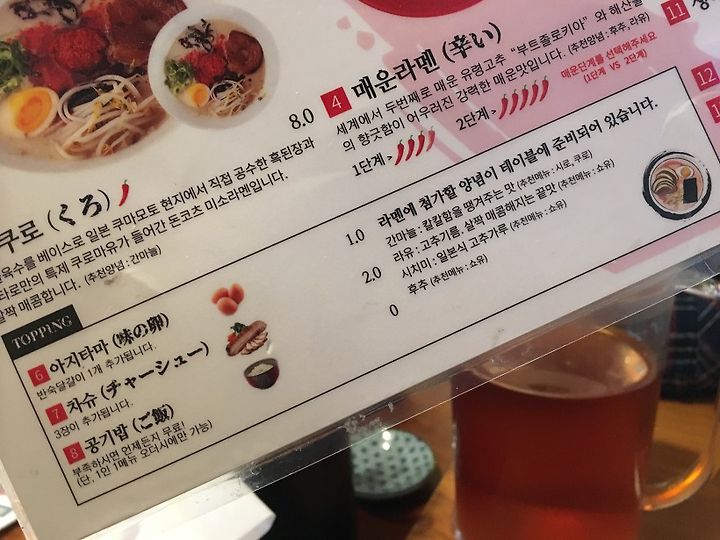 8.0
쿠로 (くろ)
육수를 베이스로 일본 쿠마모토 현지에서 직접 공수한 흑된장과
타로만의 특제 쿠로마유가 들어간 돈코츠 미소라멘입니다.
살짝 매콤합니다. (추천양념 : 간마늘)
4 매운라멘 (辛い)
세계에서 두번째로 매운 유령고추 “부트졸로키아”와 해산물
의 향긋함이 어우러진 강력한 매운맛입니다. (추천양념 : 후추, 라유)
1단계 > 2단계 >
매운단계를 선택해주세요
(1단계 VS 2단계)
11
12
TOPPING
6 아지타마 (味の卵) 1.0
반숙달걀이 1개 추가됩니다.
7 차슈 (チャーシュー) 2.0
3장이 추가됩니다.
8 공기밥 (ご飯) 0
부족하시면 언제든지 무료!
(단, 1인 1메뉴 오더시에만 가능)
라멘에 첨가할 양념이 테이블에 준비되어 있습니다.
간마늘 : 칼칼함을 땡겨주는 맛 (추천메뉴 : 시로, 쿠로)
라유 : 고추기름. 살짝 매콤해지는 끝맛 (추천메뉴 : 쇼유)
시치미 : 일본식 고추가루 (추천메뉴 : 쇼유)
후추 (추천메뉴 : 쇼유)